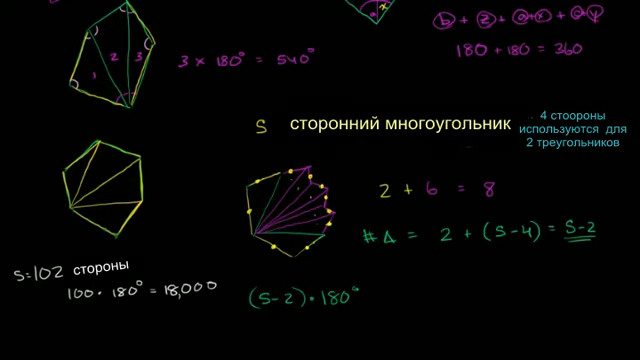 x
b + z + a+x + c+y
180 + 180 = 360
1 2 3
3 × 180° = 540°
S сторонний многоугольник
4 стоороны
используются для
2 треугольников
2 + 6 = 8
# Δ = 2 + (S-4) = S-2
S=102 стороны
100 · 180° = 18,000
(S-2) · 180°